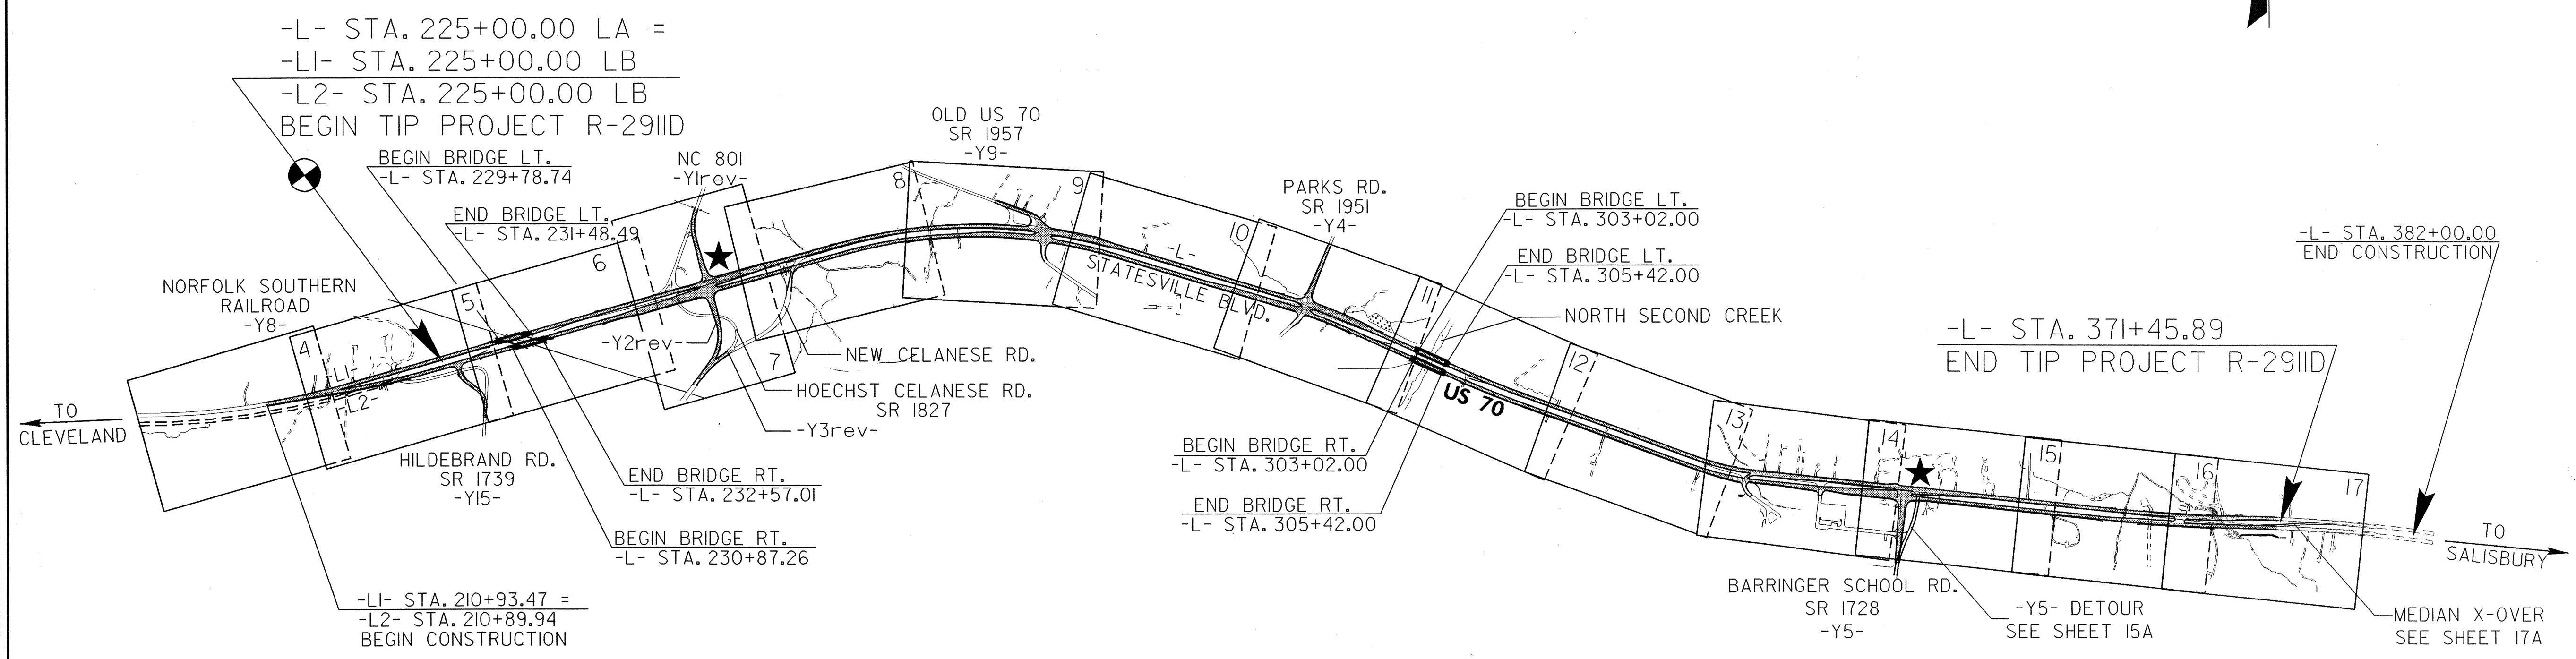 -L- STA. 225+00.00 LA =
-L1- STA. 225+00.00 LB
-L2- STA. 225+00.00 LB
BEGIN TIP PROJECT R-2911D
BEGIN BRIDGE LT.
-L- STA. 229+78.74
END BRIDGE LT.
-L- STA. 231+48.49
NORFOLK SOUTHERN
RAILROAD
-Y8-
NC 801
-Y1rev-
OLD US 70
SR 1957
-Y9-
PARKS RD.
SR 1951
-Y4-
BEGIN BRIDGE LT.
-L- STA. 303+02.00
END BRIDGE LT.
-L- STA. 305+42.00
NORTH SECOND CREEK
-L- STA. 382+00.00
END CONSTRUCTION
-L- STA. 371+45.89
END TIP PROJECT R-2911D
4
5
6
7
8
9
10
11
12
13
14
15
16
17
-L1-
-L2-
-L-
STATESVILLE BLVD.
US 70
-Y2rev-
NEW CELANESE RD.
HOECHST CELANESE RD.
SR 1827
-Y3rev-
TO
CLEVELAND
HILDEBRAND RD.
SR 1739
-Y15-
END BRIDGE RT.
-L- STA. 232+57.01
BEGIN BRIDGE RT.
-L- STA. 230+87.26
-L1- STA. 210+93.47 =
-L2- STA. 210+89.94
BEGIN CONSTRUCTION
BEGIN BRIDGE RT.
-L- STA. 303+02.00
END BRIDGE RT.
-L- STA. 305+42.00
BARRINGER SCHOOL RD.
SR 1728
-Y5-
-Y5- DETOUR
SEE SHEET 15A
TO
SALISBURY
MEDIAN X-OVER
SEE SHEET 17A